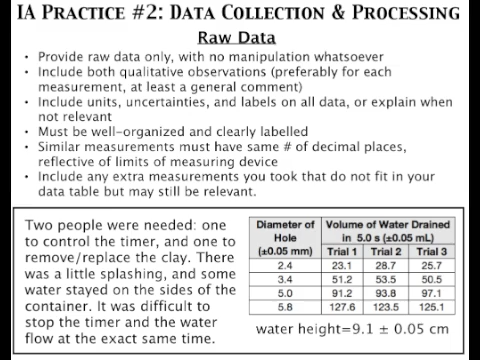 IA Practice #2: Data Collection & Processing
Raw Data
• Provide raw data only, with no manipulation whatsoever
• Include both qualitative observations (preferably for each
measurement, at least a general comment)
• Include units, uncertainties, and labels on all data, or explain when
not relevant
• Must be well-organized and clearly labelled
• Similar measurements must have same # of decimal places,
reflective of limits of measuring device
• Include any extra measurements you took that do not fit in your
data table but may still be relevant.
Two people were needed: one
to control the timer, and one to
remove/replace the clay. There
was a little splashing, and some
water stayed on the sides of the
container. It was difficult to
stop the timer and the water
flow at the exact same time.
Diameter of Hole (±0.05 mm) Volume of Water Drained in 5.0 s (±0.05 mL)
Trial 1 Trial 2 Trial 3
2.4 23.1 28.7 25.7
3.4 51.2 53.5 50.5
5.0 91.2 93.8 97.1
5.8 127.6 123.5 125.1
water height=9.1 ± 0.05 cm